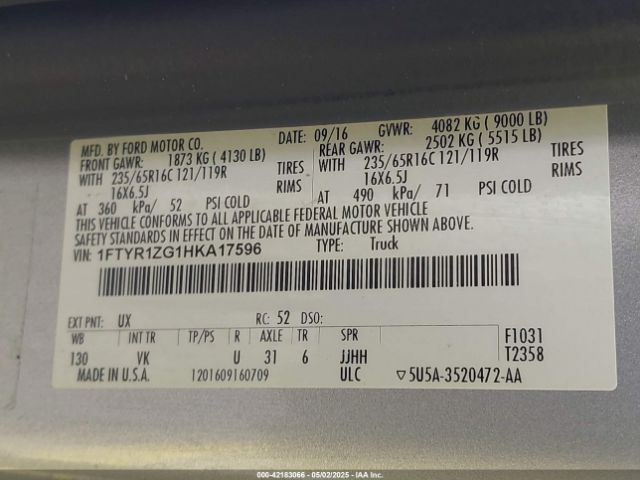 MFD. BY FORD MOTOR CO. DATE: 09/16 GVWR: 4082 KG ( 9000 LB)
FRONT GAWR: 1873 KG ( 4130 LB) REAR GAWR: 2502 KG ( 5515 LB)
WITH 235/65R16C 121/119R TIRES WITH 235/65R16C 121/119R TIRES
16X6.5J RIMS 16X6.5J RIMS
AT 360 kPa/ 52 PSI COLD AT 490 kPa/ 71 PSI COLD
THIS VEHICLE CONFORMS TO ALL APPLICABLE FEDERAL MOTOR VEHICLE
SAFETY STANDARDS IN EFFECT ON THE DATE OF MANUFACTURE SHOWN ABOVE.
VIN: 1FTYR1ZG1HKA17596 TYPE: Truck
EXT PNT: UX RC: 52 DSO:
WB INT TR TP/PS R AXLE TR SPR F1031
130 VK U 31 6 JJHH T2358
MADE IN U.S.A. 1201609160709 ULC ▽5U5A-3520472-AA
000-42183066 - 05/02/2025 - IAAI.COM